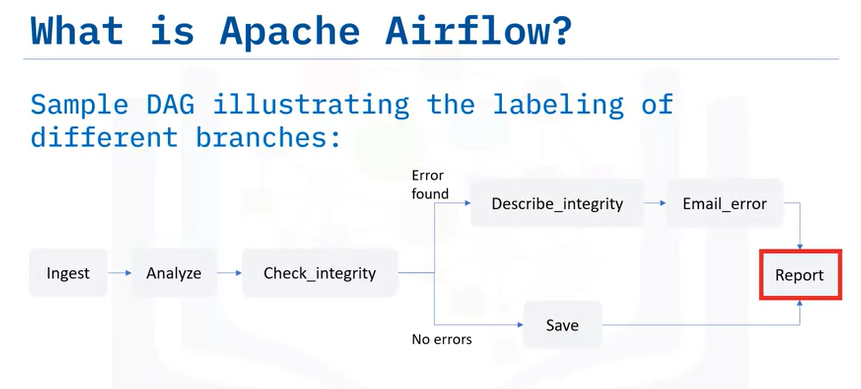 What is Apache Airflow?
Sample DAG illustrating the labeling of
different branches:
Error
found
Describe_integrity
Email_error
Ingest
Analyze
Check_integrity
Report
Save
No errors